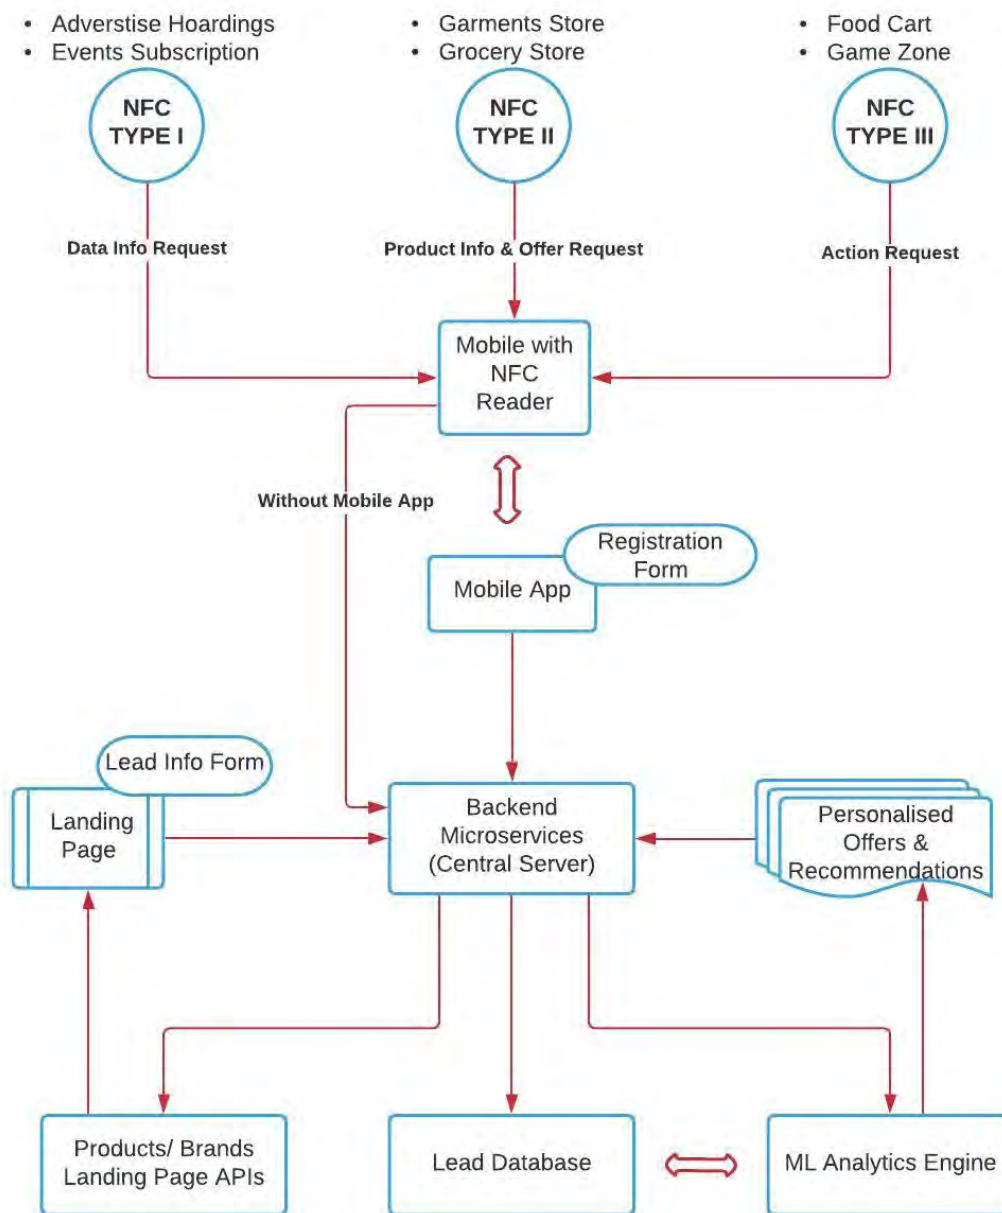 • Adverstise Hoardings
• Events Subscription
• Garments Store
• Grocery Store
• Food Cart
• Game Zone
NFC
TYPE I
NFC
TYPE II
NFC
TYPE III
Data Info Request
Product Info & Offer Request
Action Request
Mobile with
NFC
Reader
Without Mobile App
Registration
Form
Mobile App
Lead Info Form
Landing
Page
Backend
Microservices
(Central Server)
Personalised
Offers &
Recommendations
Products/ Brands
Landing Page APIs
Lead Database
ML Analytics Engine